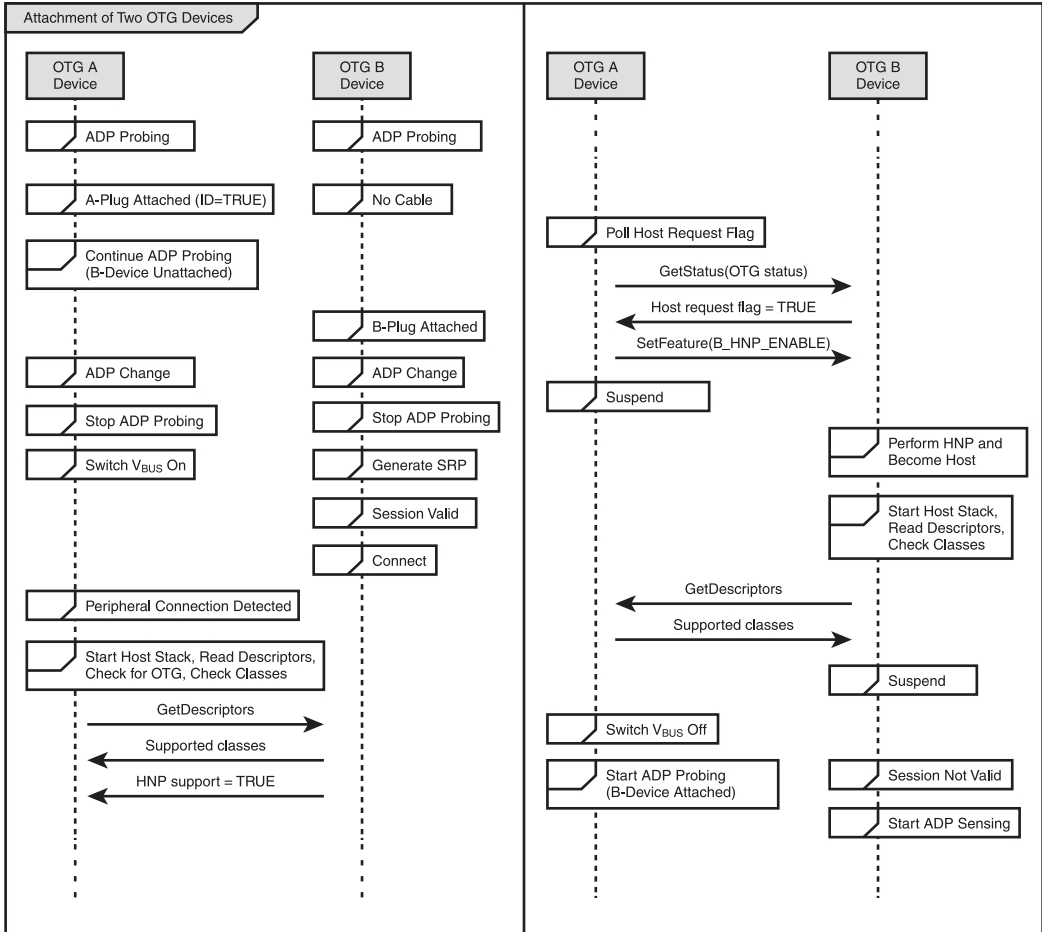 Attachment of Two OTG Devices
OTG A
Device
OTG B
Device
ADP Probing
ADP Probing
A-Plug Attached (ID=TRUE)
No Cable
Continue ADP Probing
(B-Device Unattached)
B-Plug Attached
ADP Change
ADP Change
Stop ADP Probing
Stop ADP Probing
Switch VBUS On
Generate SRP
Session Valid
Connect
Peripheral Connection Detected
Start Host Stack, Read Descriptors,
Check for OTG, Check Classes
GetDescriptors
Supported classes
HNP support = TRUE
OTG A
Device
OTG B
Device
Poll Host Request Flag
GetStatus(OTG status)
Host request flag = TRUE
SetFeature(B_HNP_ENABLE)
Suspend
Perform HNP and
Become Host
Start Host Stack,
Read Descriptors,
Check Classes
GetDescriptors
Supported classes
Suspend
Switch VBUS Off
Start ADP Probing
(B-Device Attached)
Session Not Valid
Start ADP Sensing